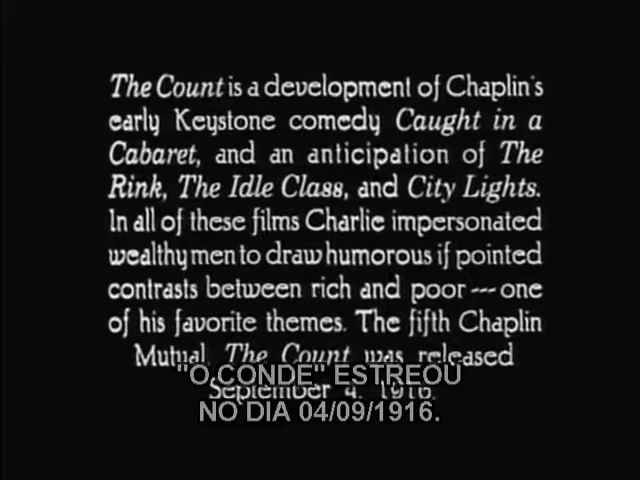 The Count is a development of Chaplin's
early Keystone comedy Caught in a
Cabaret, and an anticipation of The
Rink, The Idle Class, and City Lights.
In all of these films Charlie impersonated
wealthy men to draw humorous if pointed
contrasts between rich and poor---one
of his favorite themes. The fifth Chaplin
Mutual, The Count was released
September 4, 1916.
"O CONDE" ESTREOU
NO DIA 04/09/1916.